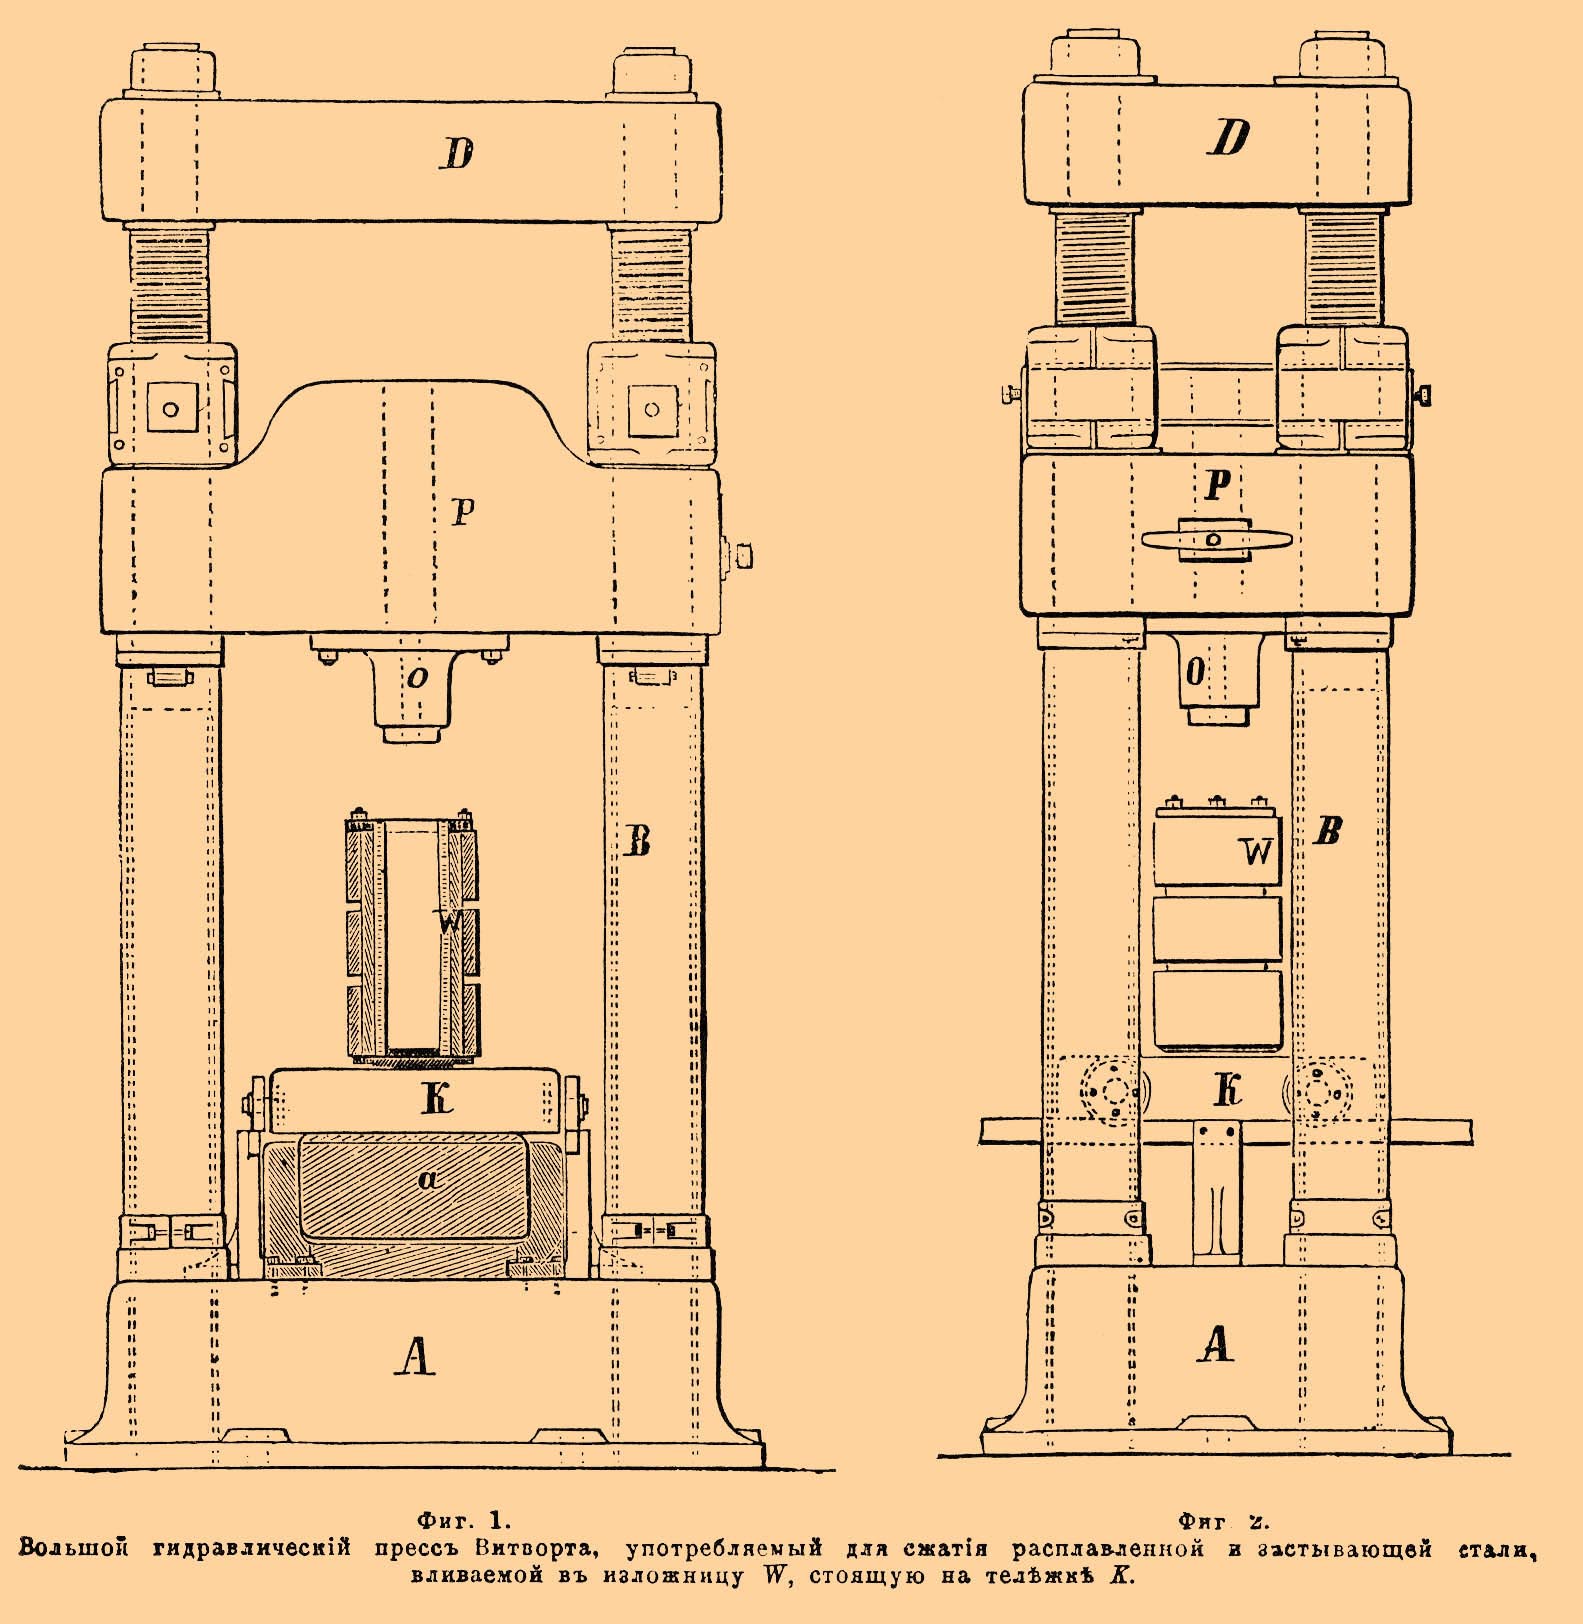 D
D
P
P
O
O
B
B
W
W
K
K
a
A
A
Фиг. 1.
Фиг 2.
Большой гидравлическій прессъ Витворта, употребляемый для сжатія расплавленной и застывающей стали,
вливаемой въ изложницу W, стоящую на телѣжкѣ K.